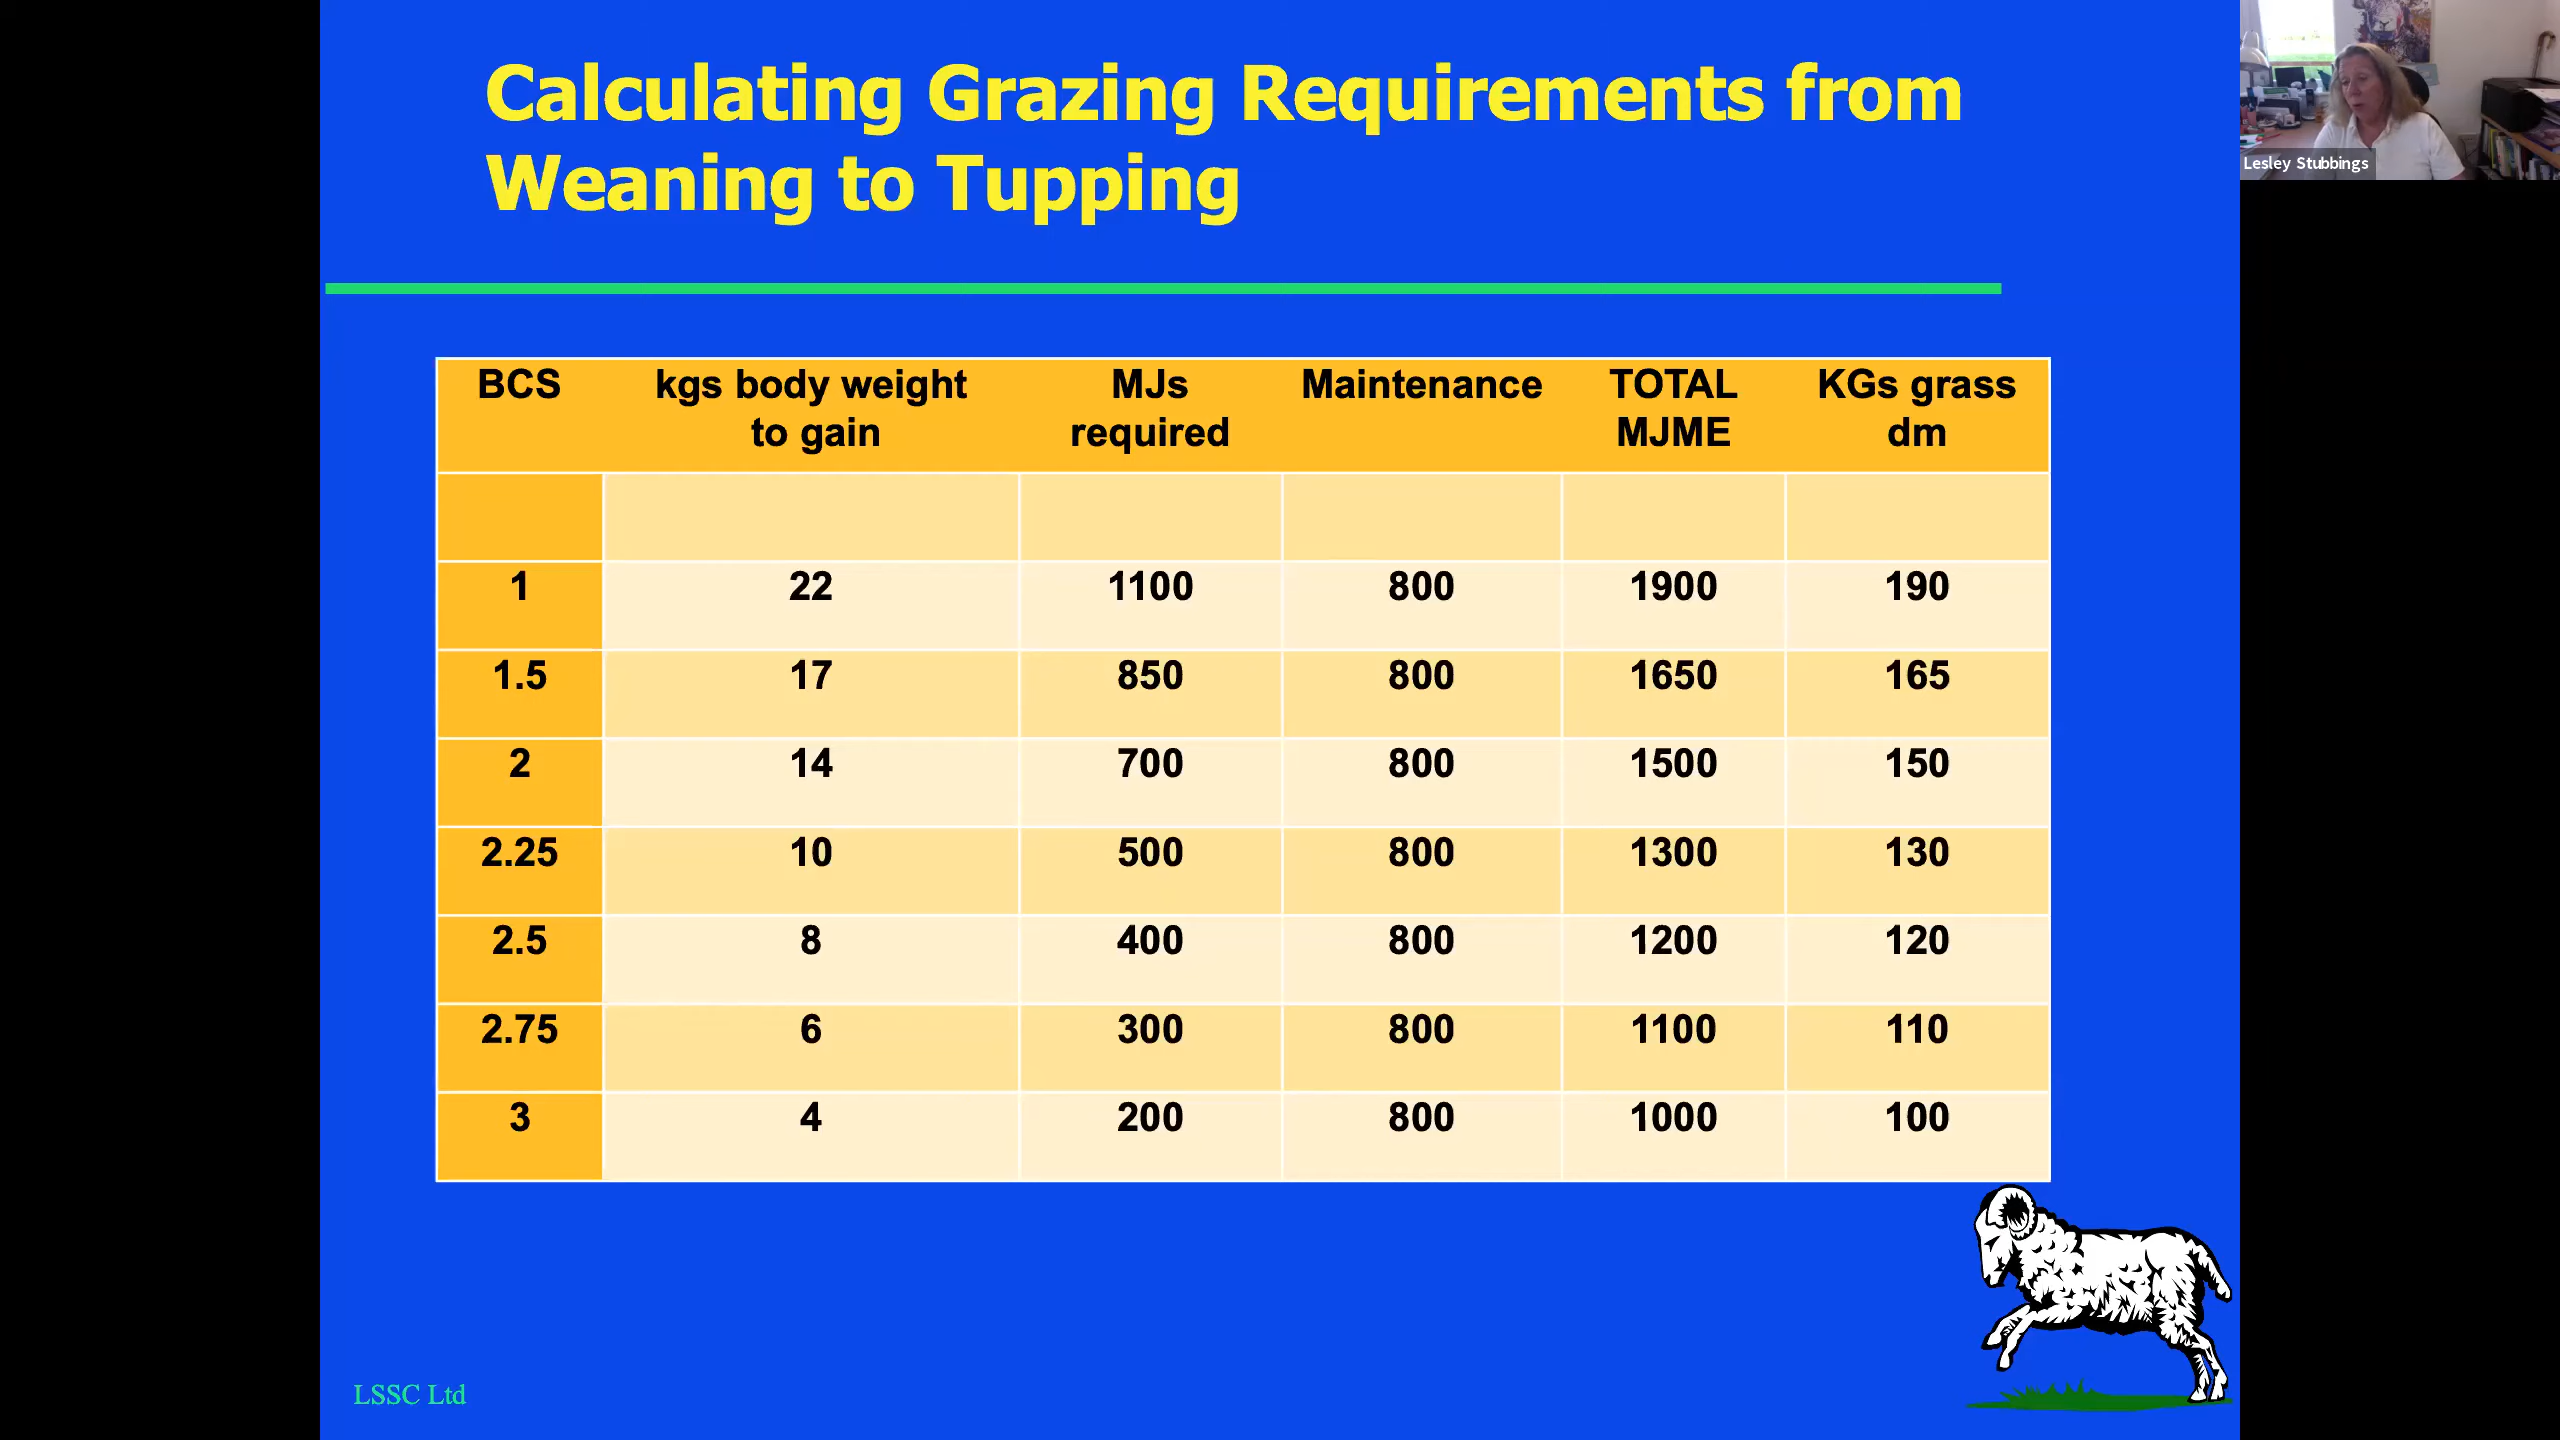 Calculating Grazing Requirements from
Weaning to Tupping
Lesley Stubbings
BCS kgs body weight to gain MJs required Maintenance TOTAL MJME KGs grass dm
1 22 1100 800 1900 190
1.5 17 850 800 1650 165
2 14 700 800 1500 150
2.25 10 500 800 1300 130
2.5 8 400 800 1200 120
2.75 6 300 800 1100 110
3 4 200 800 1000 100
LSSC Ltd